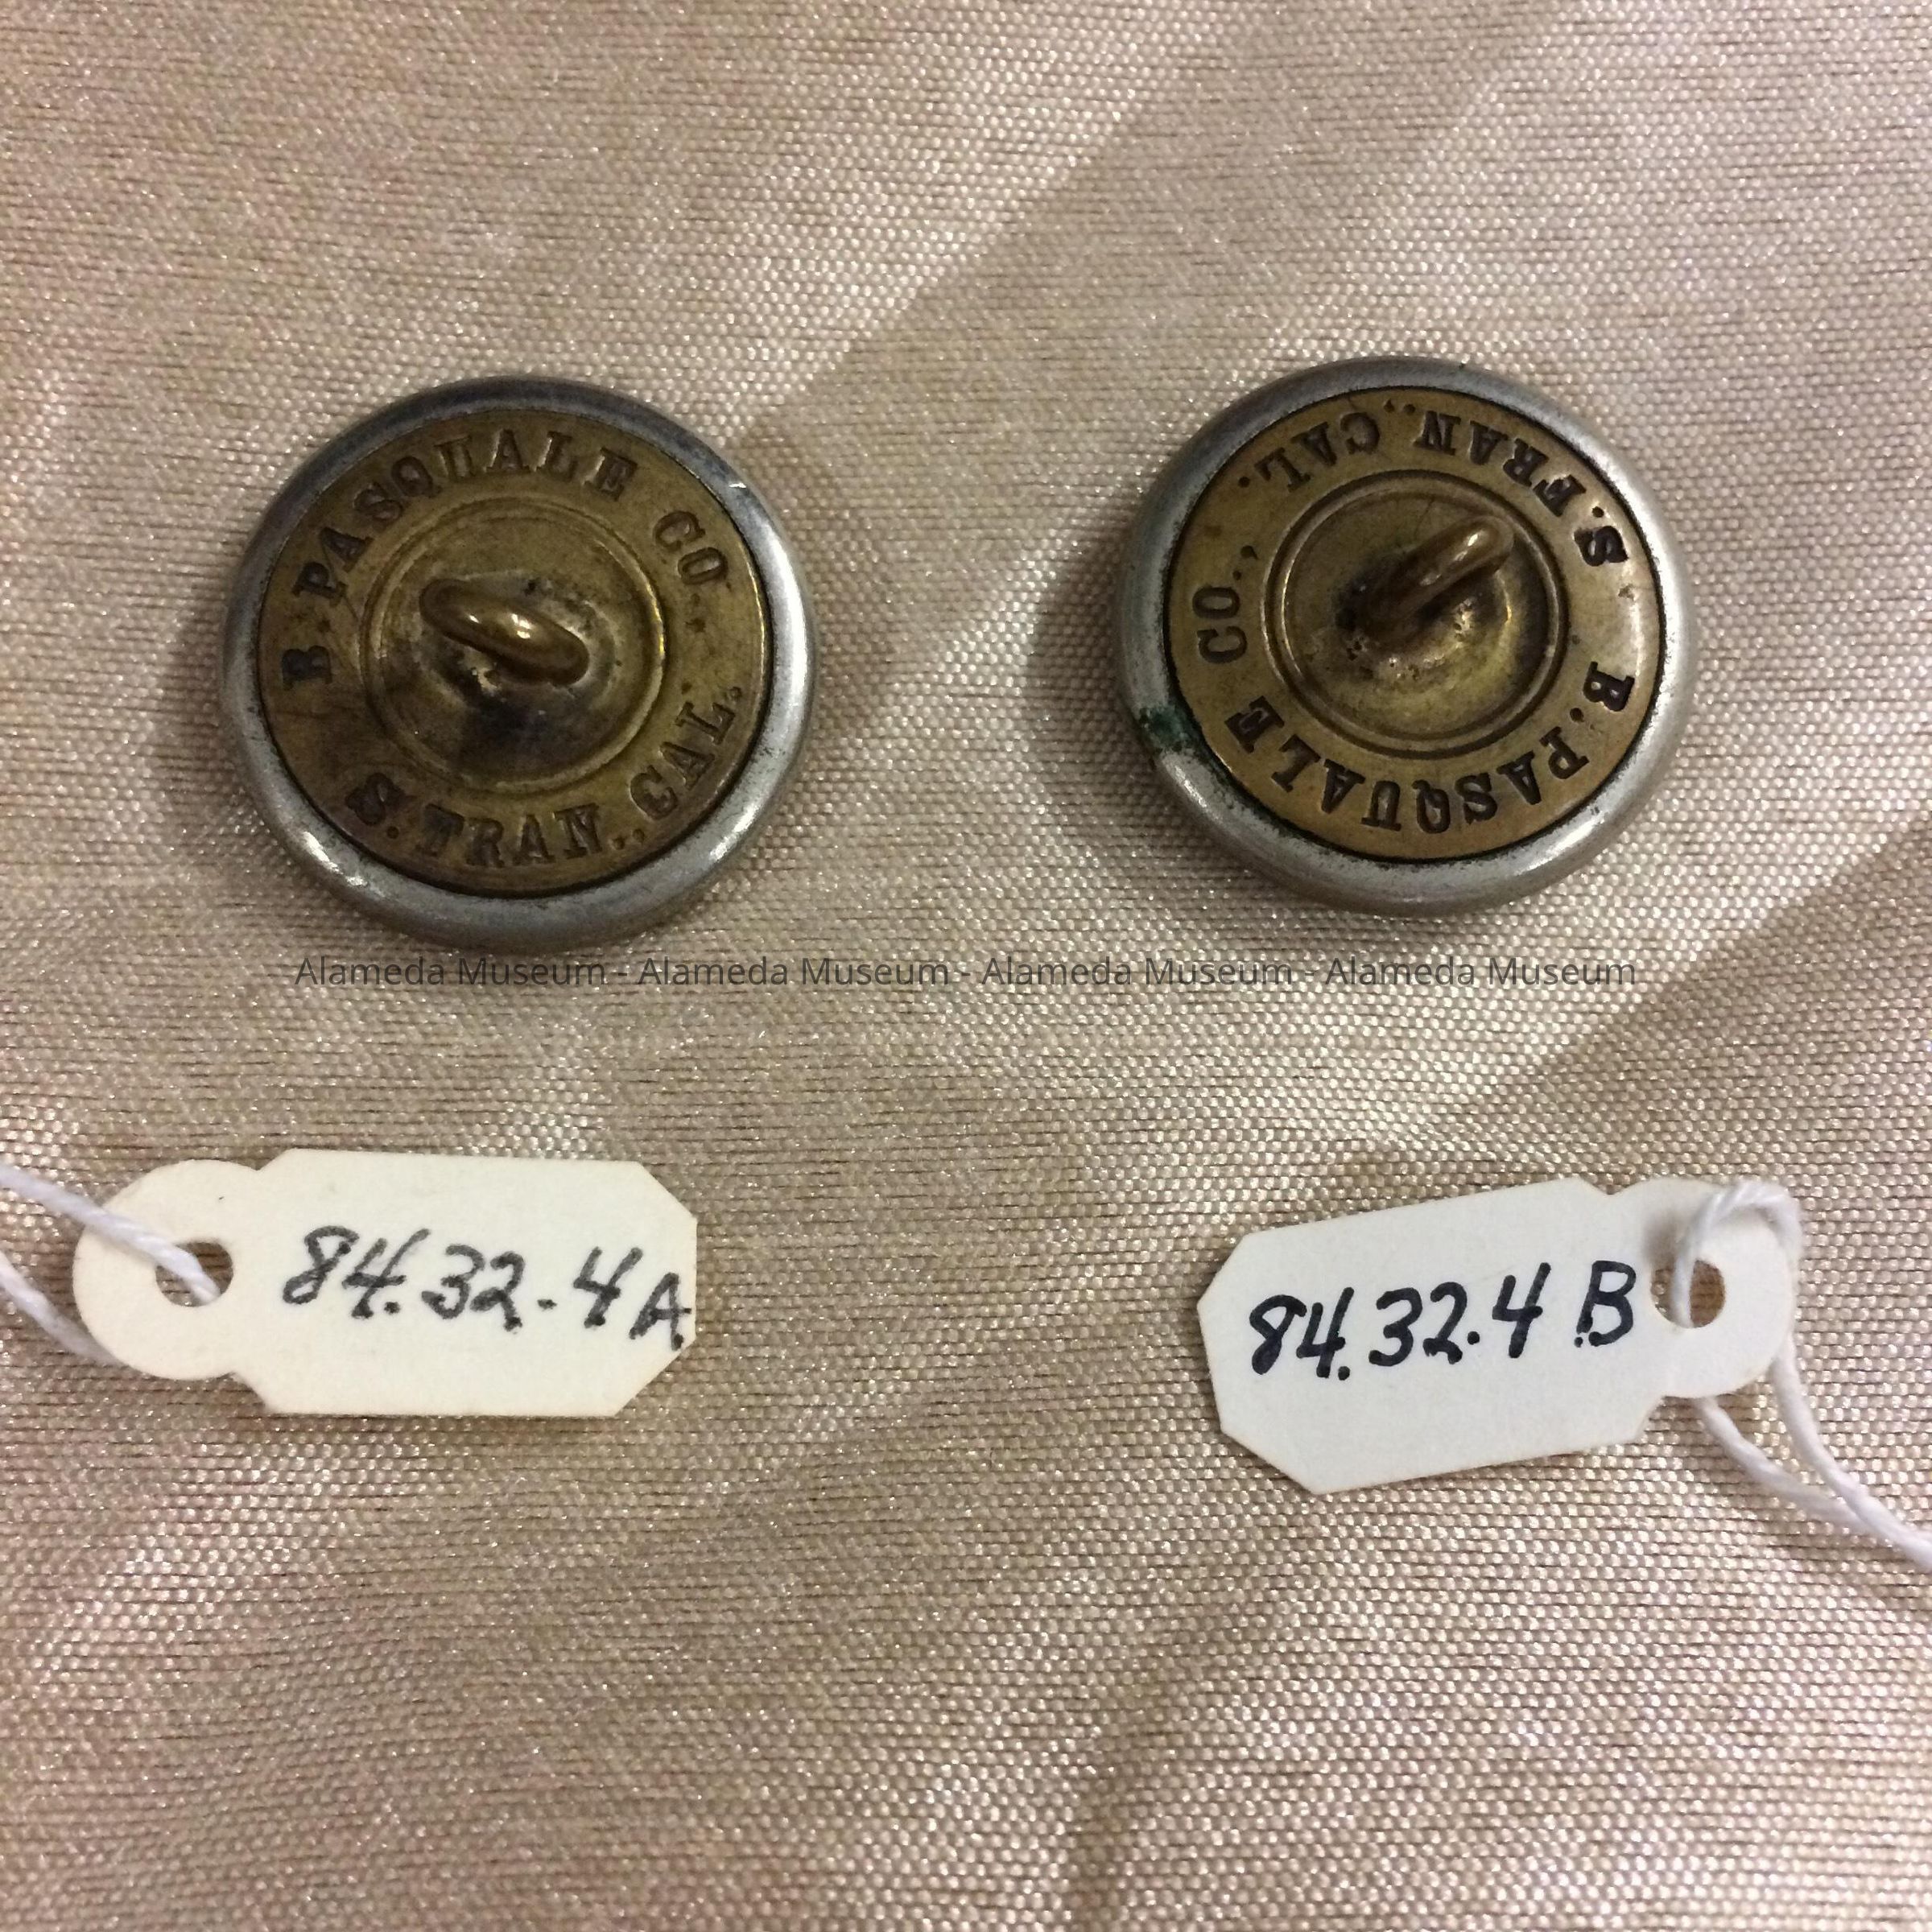 B. PASQUALE CO.
S. FRAN., CAL.
B. PASQUALE CO.,
S. FRAN., CAL.
Alameda Museum - Alameda Museum - Alameda Museum - Alameda Museum
84.32.4A
84.32.4 B